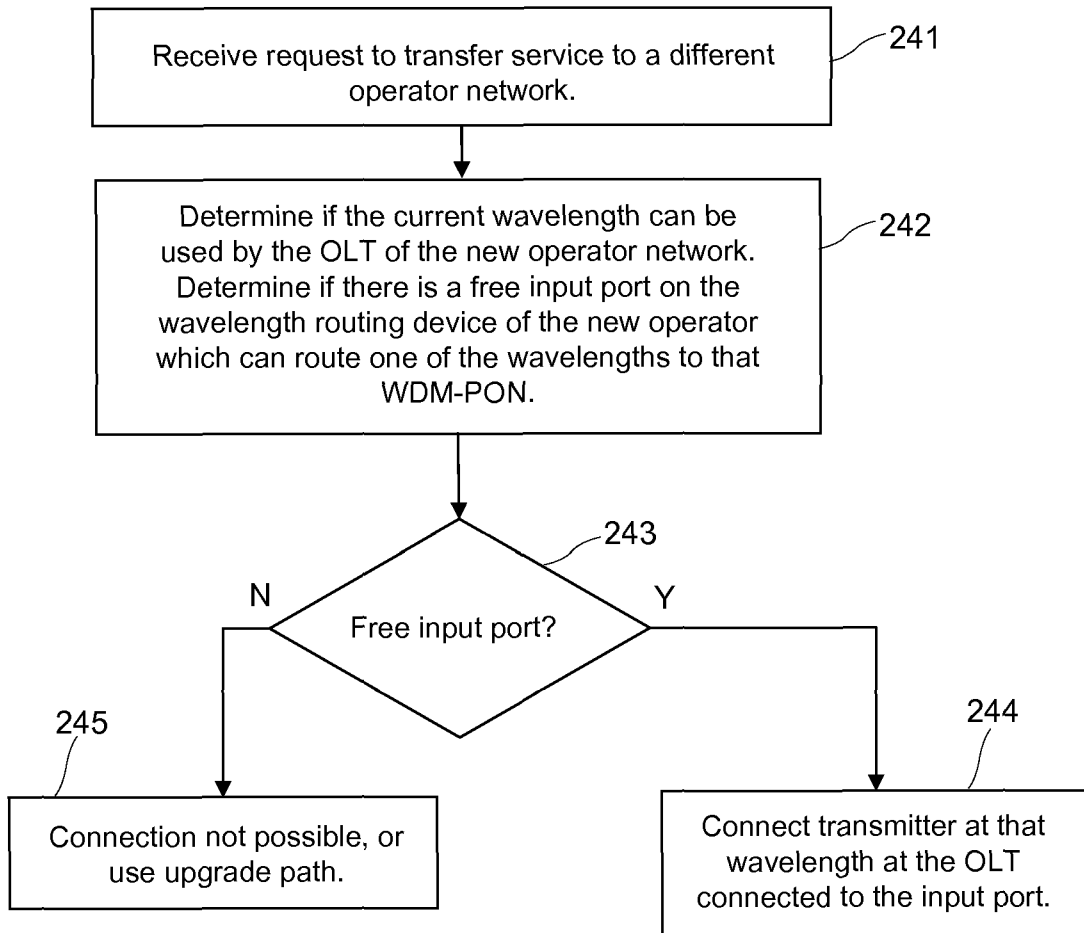 Receive request to transfer service to a different
operator network.
241
Determine if the current wavelength can be
used by the OLT of the new operator network.
Determine if there is a free input port on the
wavelength routing device of the new operator
which can route one of the wavelengths to that
WDM-PON.
242
243
N
Y
Free input port?
245
244
Connection not possible, or
use upgrade path.
Connect transmitter at that
wavelength at the OLT
connected to the input port.